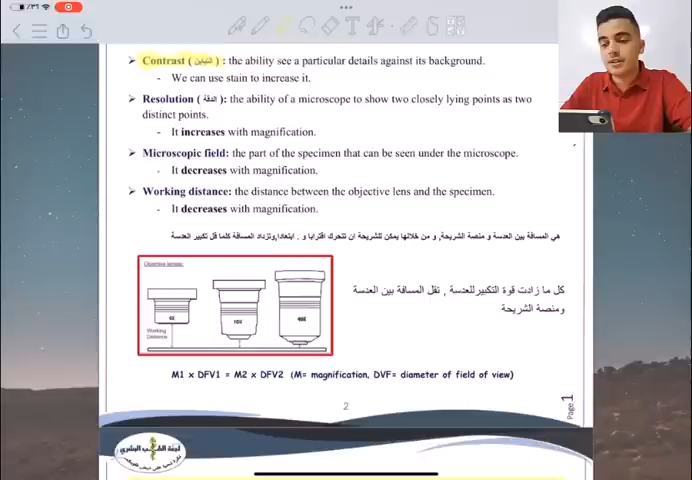 Contrast ( التباين ) : the ability see a particular details against its background.
- We can use stain to increase it.
Resolution ( الدقة ): the ability of a microscope to show two closely lying points as two
distinct points.
- It increases with magnification.
Microscopic field: the part of the specimen that can be seen under the microscope.
- It decreases with magnification.
Working distance: the distance between the objective lens and the specimen.
- It decreases with magnification.
هي المسافة بين العدسة و منصة الشريحة, و من خلالها يمكن للشريحة ان تتحرك اقترابا و . ابتعادا,وتزداد المسافة كلما قل تكبير العدسة
Objective lenses
4X
10X
40X
Working
Distance
كل ما زادت قوة التكبير للعدسة , تقل المسافة بين العدسة
ومنصة الشريحة
M1 x DFV1 = M2 x DFV2 (M= magnification, DVF= diameter of field of view)
2
Page 1
لجنة الطب البشري